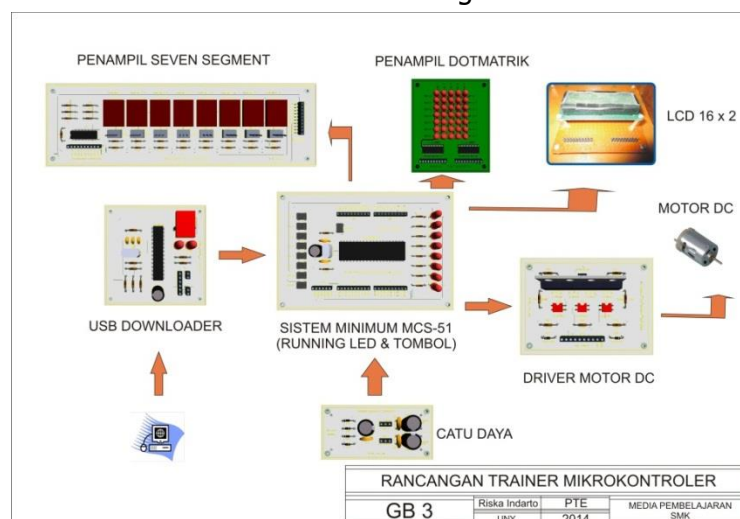 PENAMPIL SEVEN SEGMENT
PENAMPIL DOTMATRIK
LCD 16 x 2
MOTOR DC
USB DOWNLOADER
SISTEM MINIMUM MCS-51
(RUNNING LED & TOMBOL)
DRIVER MOTOR DC
CATU DAYA
RANCANGAN TRAINER MIKROKONTROLER
GB 3
Riska Indarto
PTE
MEDIA PEMBELAJARAN
SMK
UNY
2014